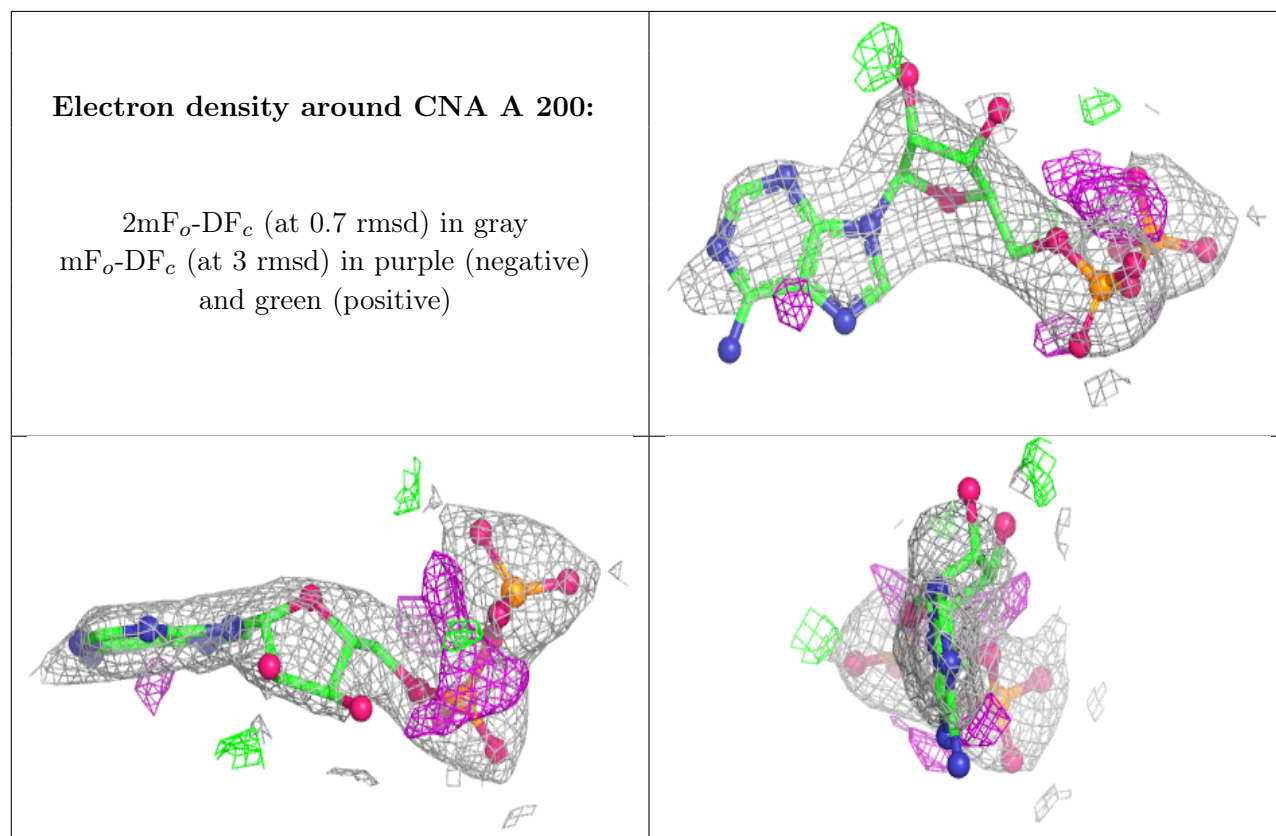 Electron density around CNA A 200:
2mFo-DFc (at 0.7 rmsd) in gray
mFo-DFc (at 3 rmsd) in purple (negative)
and green (positive)